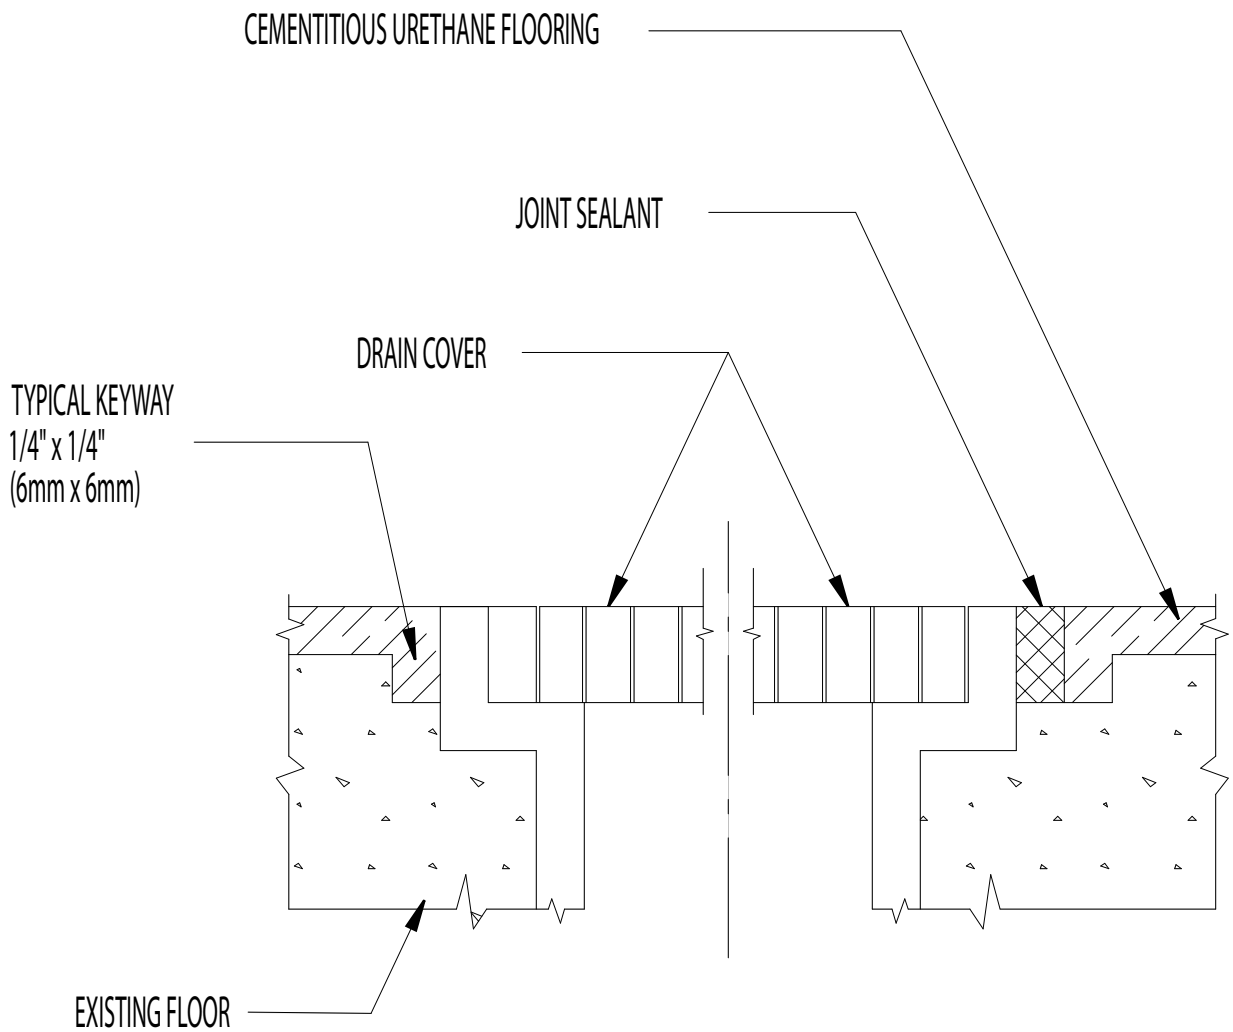 CEMENTITIOUS URETHANE FLOORING
JOINT SEALANT
DRAIN COVER
TYPICAL KEYWAY
1/4" x 1/4"
(6mm x 6mm)
EXISTING FLOOR